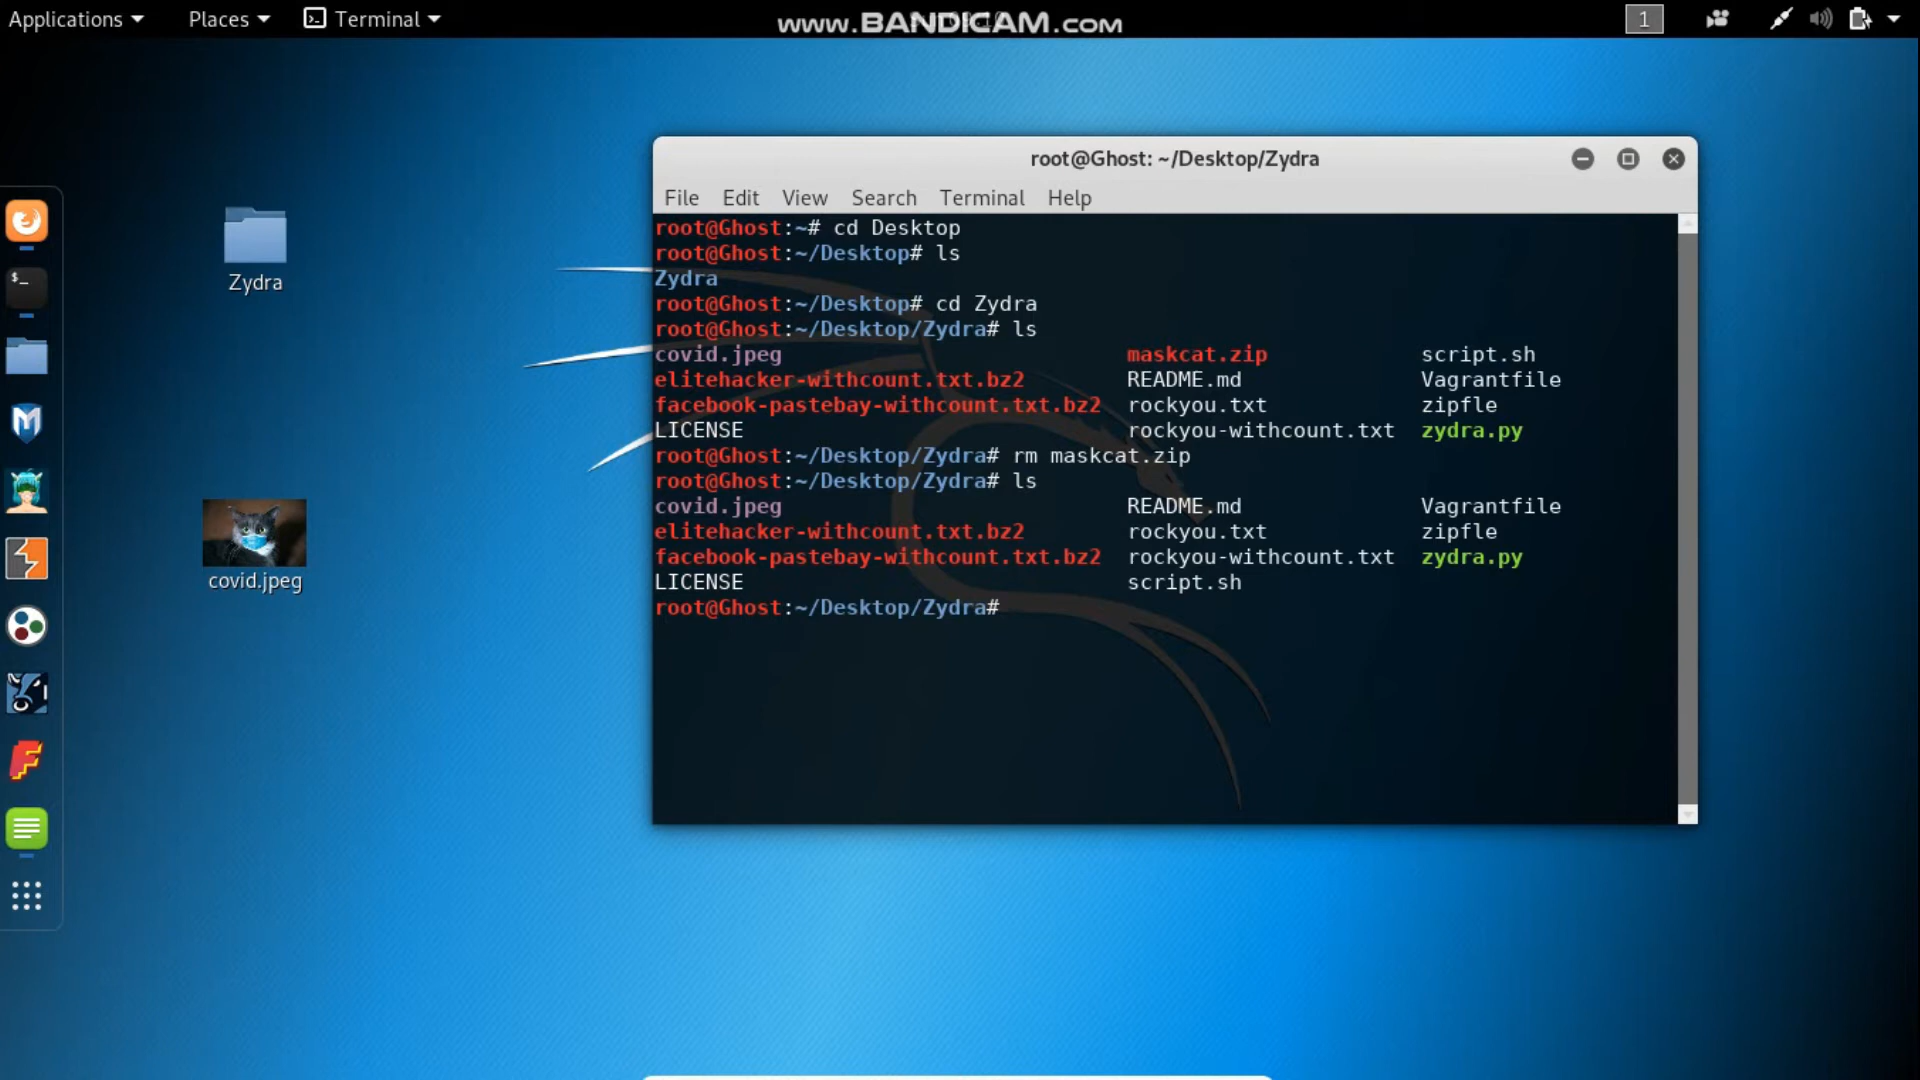 Applications Places Terminal www.BANDICAM.com 1
root@Ghost: ~/Desktop/Zydra
File Edit View Search Terminal Help
root@Ghost:~# cd Desktop
root@Ghost:~/Desktop# ls
Zydra
root@Ghost:~/Desktop# cd Zydra
root@Ghost:~/Desktop/Zydra# ls
covid.jpeg maskcat.zip script.sh
elitehacker-withcount.txt.bz2 README.md Vagrantfile
facebook-pastebay-withcount.txt.bz2 rockyou.txt zipfle
LICENSE rockyou-withcount.txt zydra.py
root@Ghost:~/Desktop/Zydra# rm maskcat.zip
root@Ghost:~/Desktop/Zydra# ls
covid.jpeg README.md Vagrantfile
elitehacker-withcount.txt.bz2 rockyou.txt zipfle
facebook-pastebay-withcount.txt.bz2 rockyou-withcount.txt zydra.py
LICENSE script.sh
root@Ghost:~/Desktop/Zydra#
Zydra
covid.jpeg